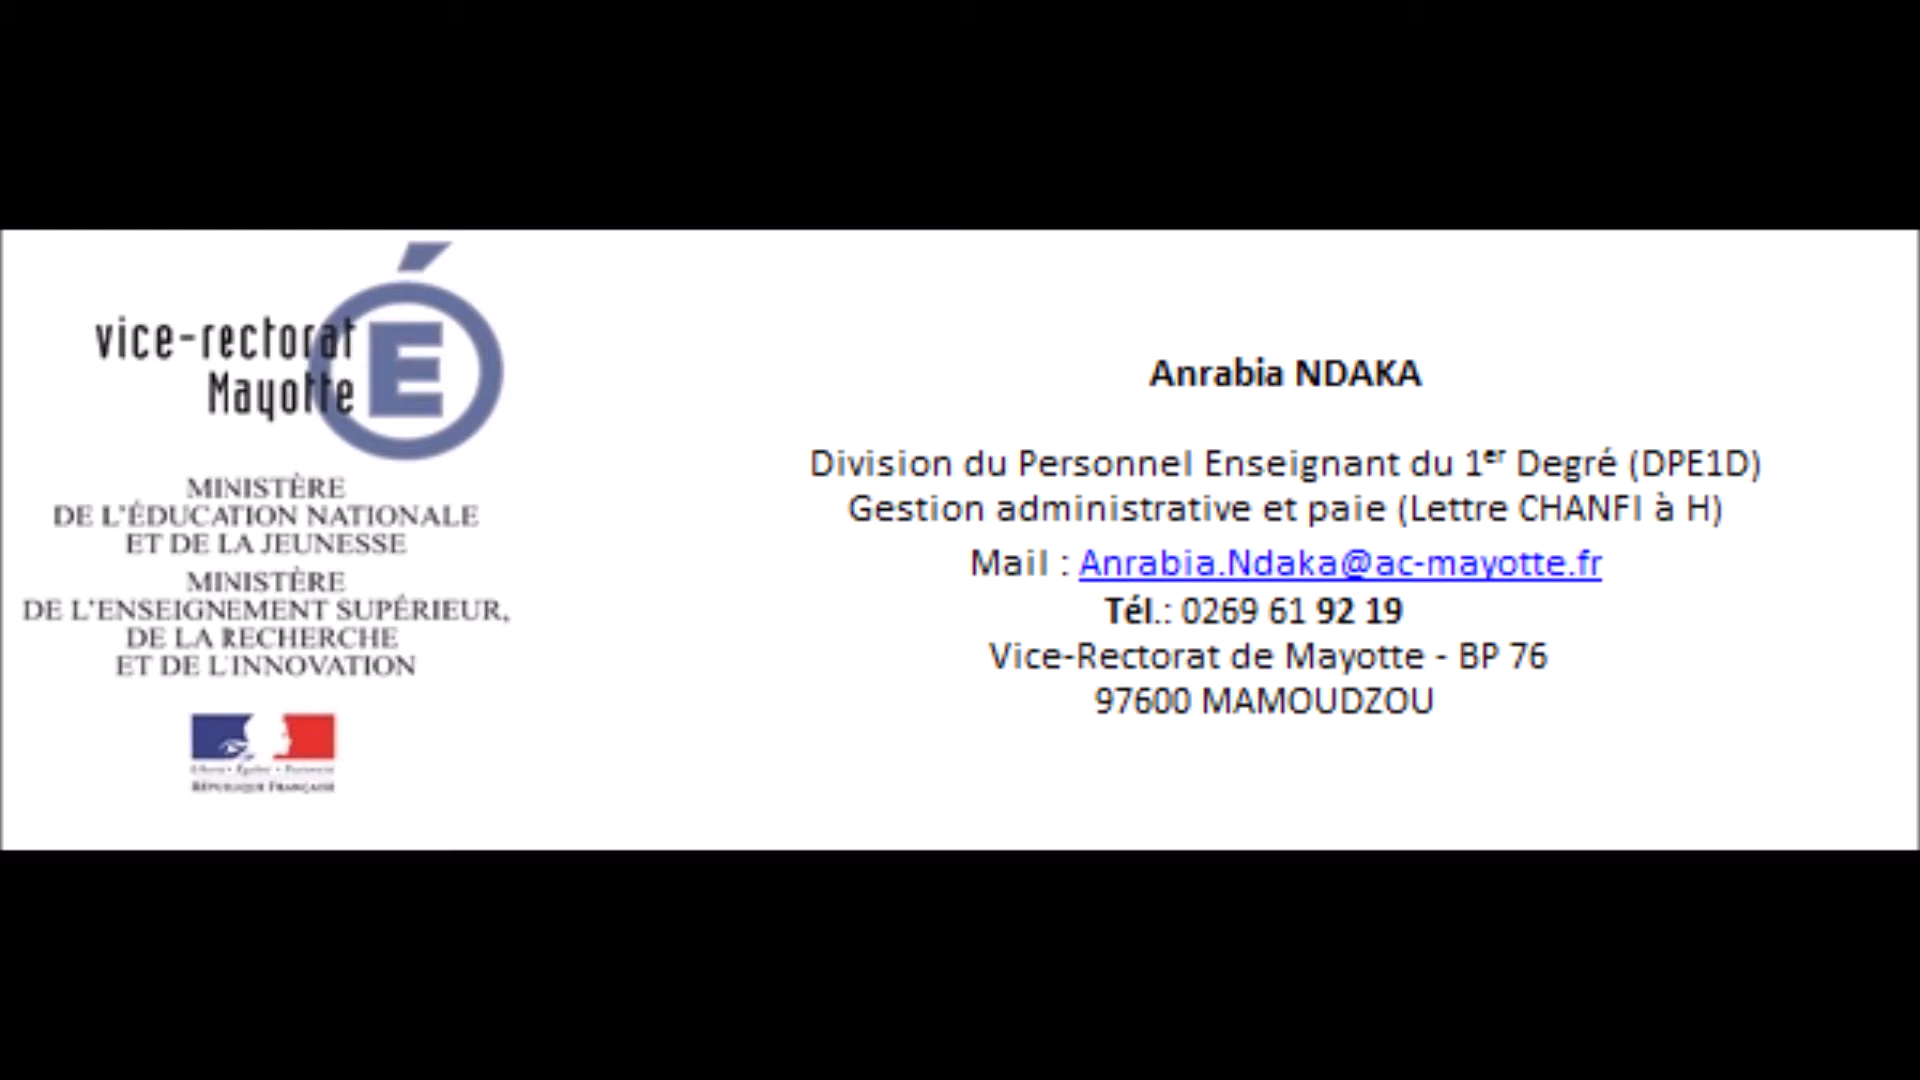 vice-rectorat
Mayotte
MINISTÈRE
DE L'ÉDUCATION NATIONALE
ET DE LA JEUNESSE
MINISTÈRE
DE L'ENSEIGNEMENT SUPÉRIEUR,
DE LA RECHERCHE
ET DE L'INNOVATION
RÉPUBLIQUE FRANÇAISE
Anrabia NDAKA
Division du Personnel Enseignant du 1er Degré (DPE1D)
Gestion administrative et paie (Lettre CHANFI à H)
Mail : Anrabia.Ndaka@ac-mayotte.fr
Tél.: 0269 61 92 19
Vice-Rectorat de Mayotte - BP 76
97600 MAMOUDZOU